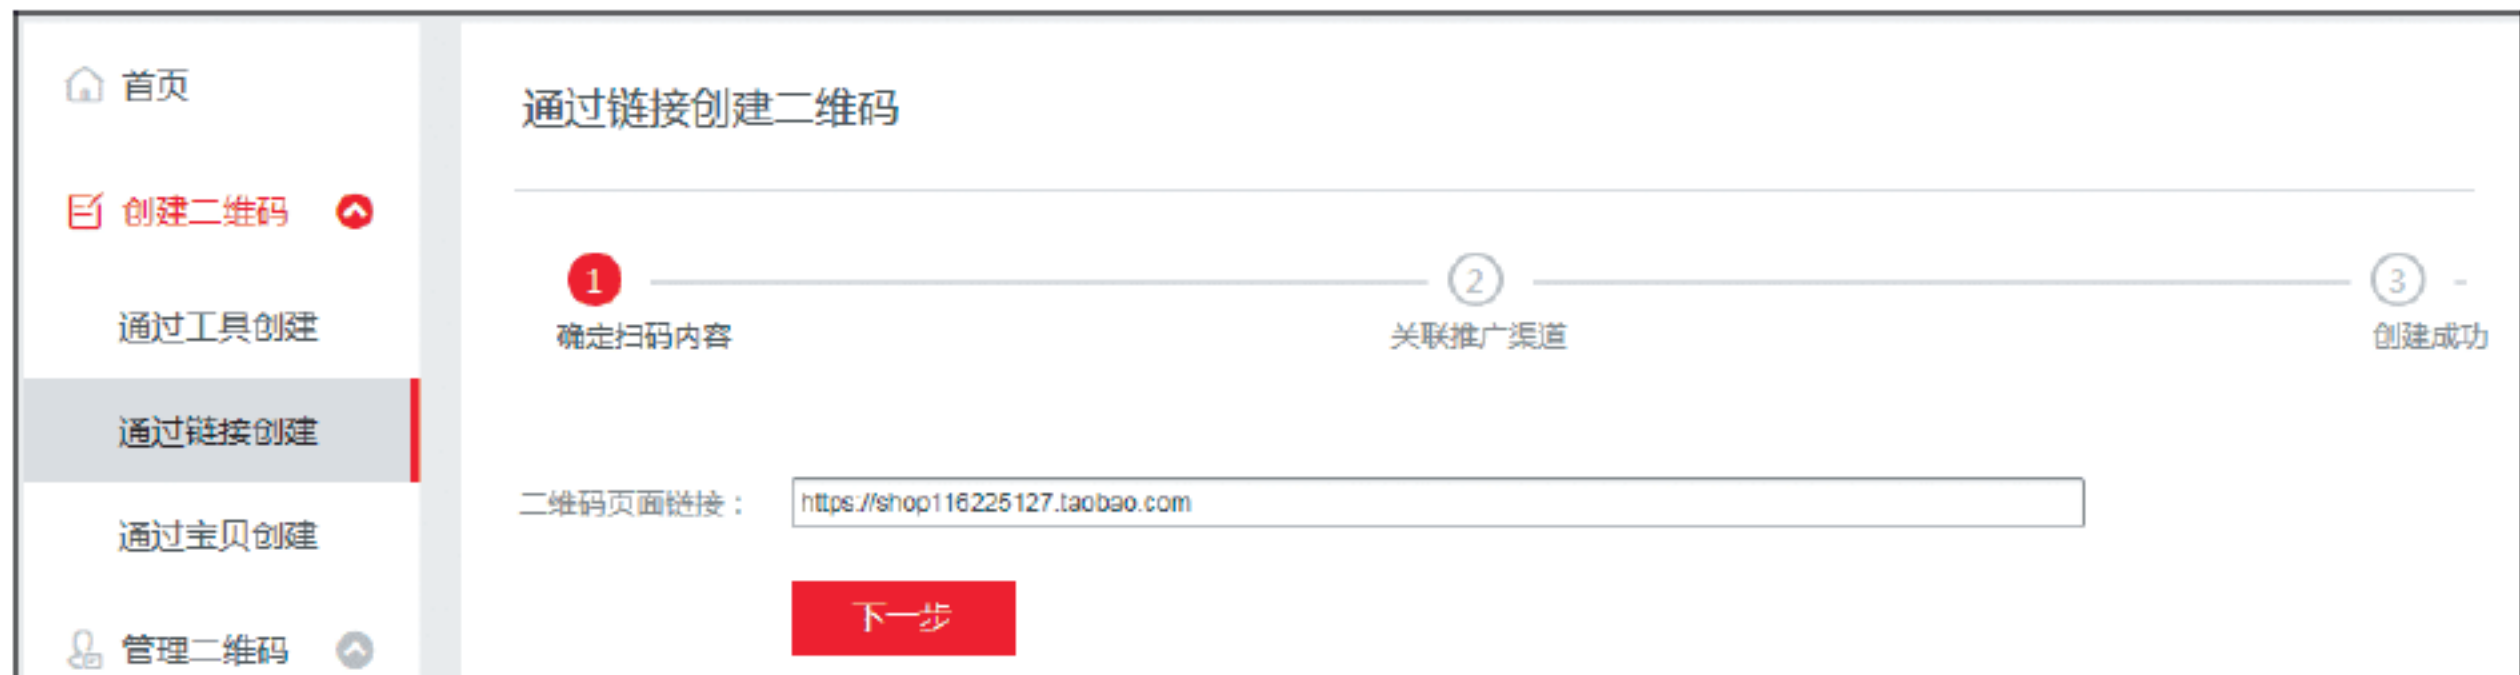 首页
创建二维码
通过工具创建
通过链接创建
通过宝贝创建
管理二维码
通过链接创建二维码
1
确定扫码内容
2
关联推广渠道
3
创建成功
二维码页面链接：
https://shop116225127.taobao.com
下一步